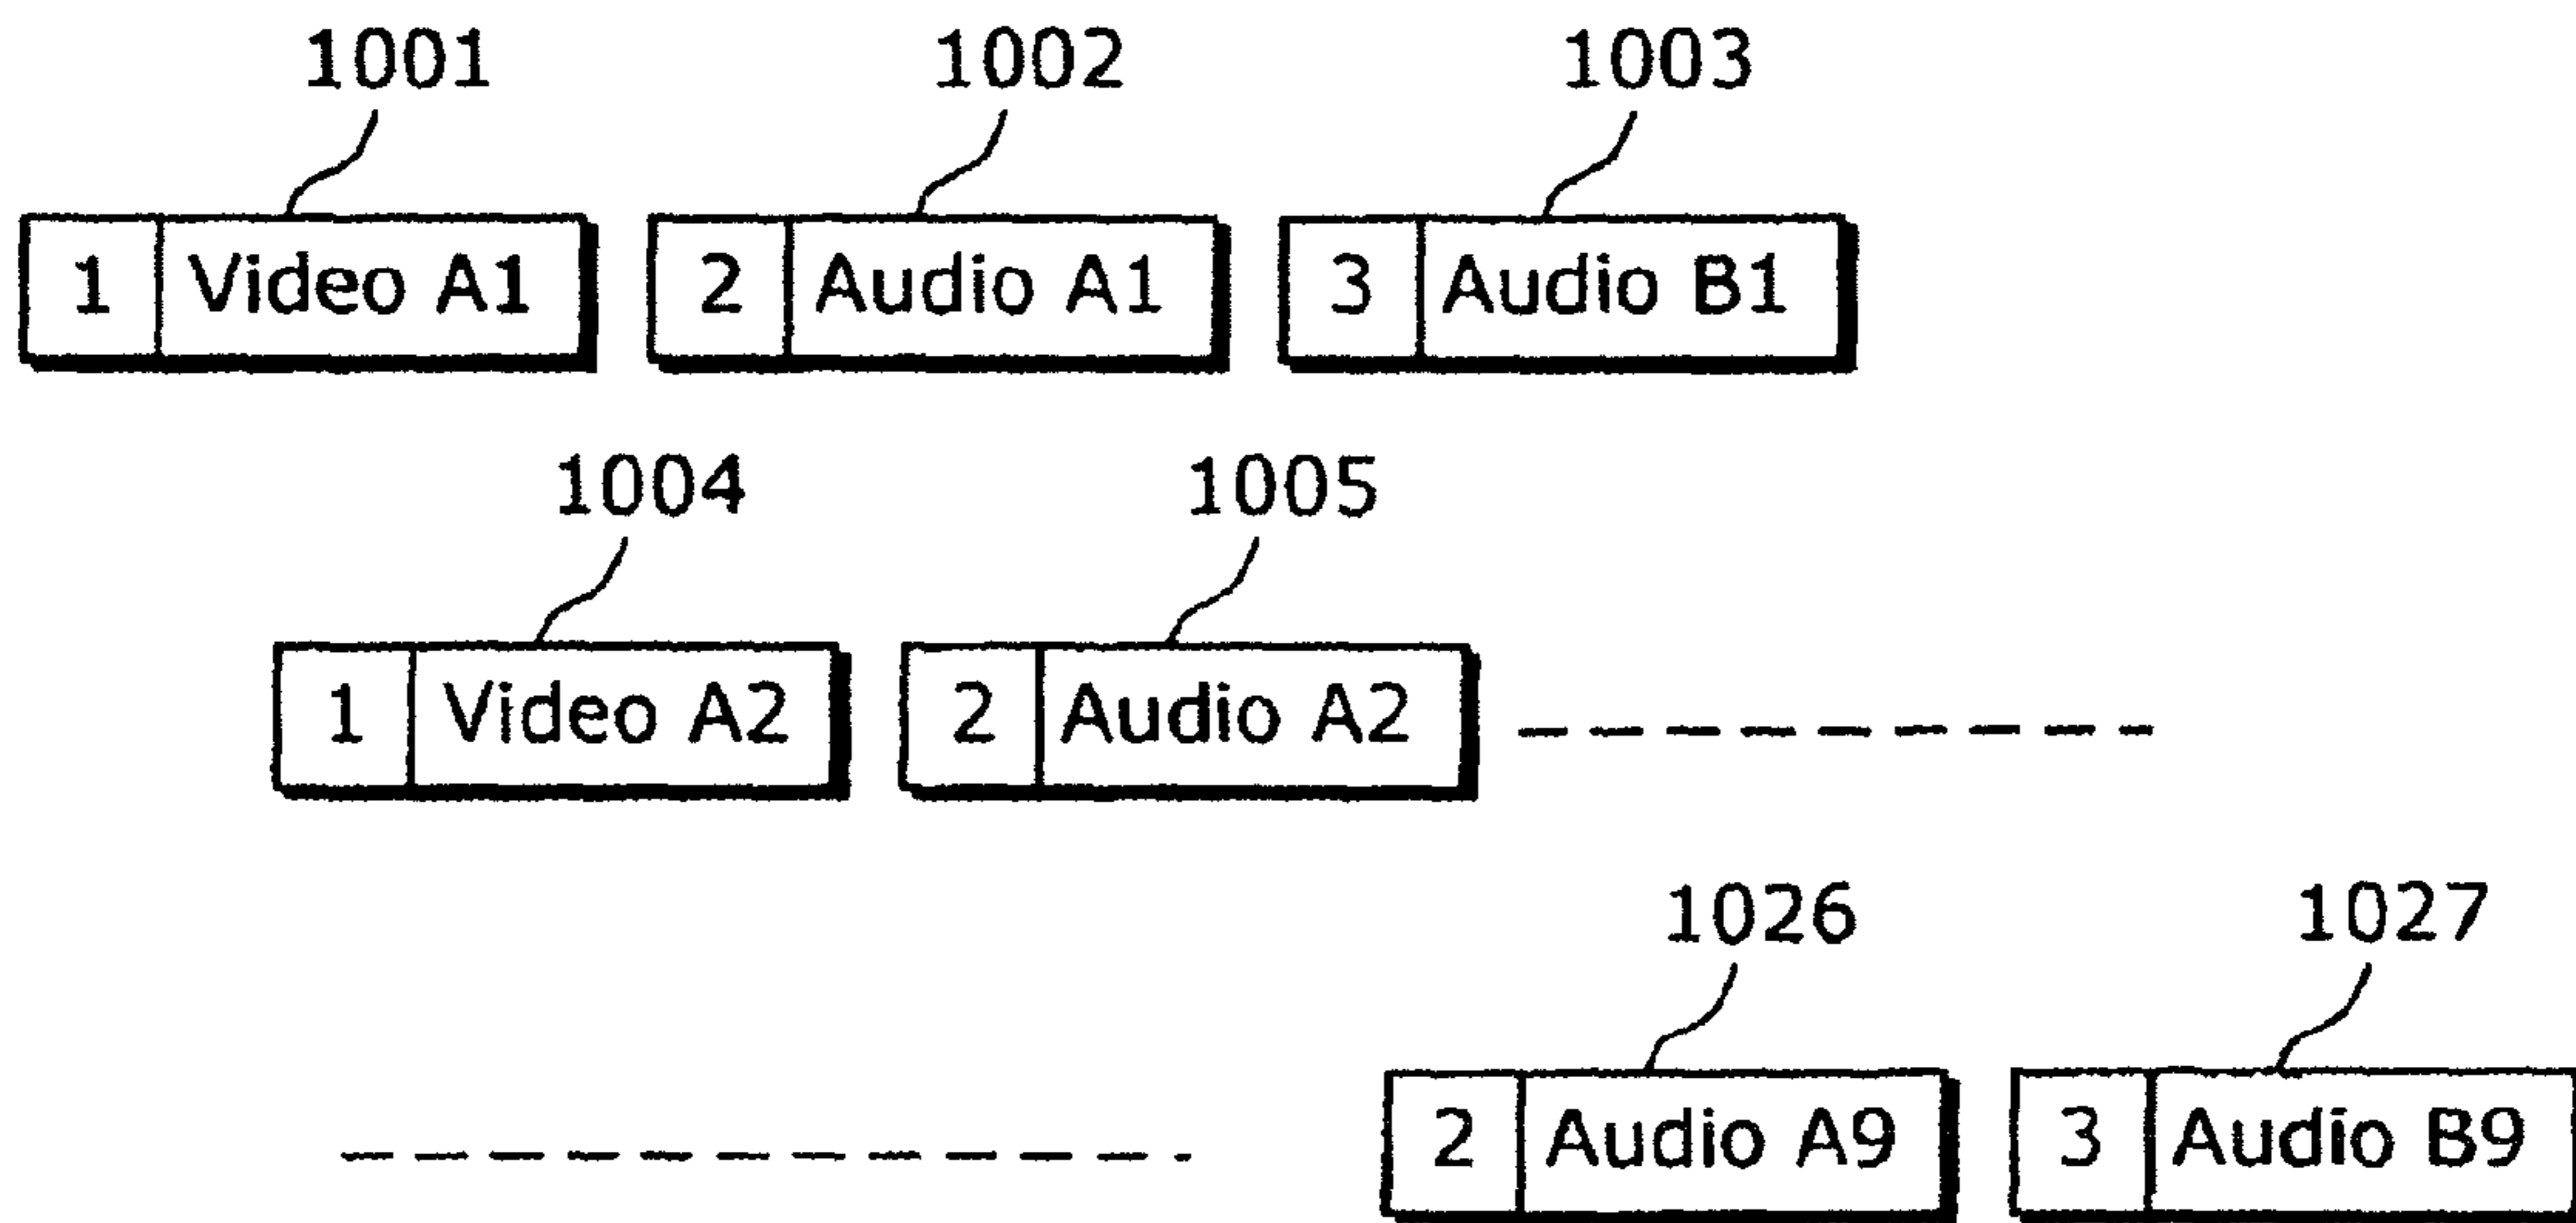 1001 1002 1003
1 Video A1 2 Audio A1 3 Audio B1
1004 1005
1 Video A2 2 Audio A2
1026 1027
2 Audio A9 3 Audio B9